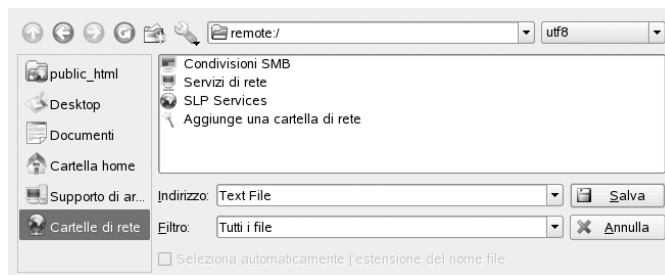 remote:/
utf8
public_html
Desktop
Documenti
Cartella home
Supporto di ar...
Cartelle di rete
Condivisioni SMB
Servizi di rete
SLP Services
Aggiunge una cartella di rete
Indirizzo: Text File
Salva
Filtro: Tutti i file
Annulla
Seleziona automaticamente l'estensione del nome file